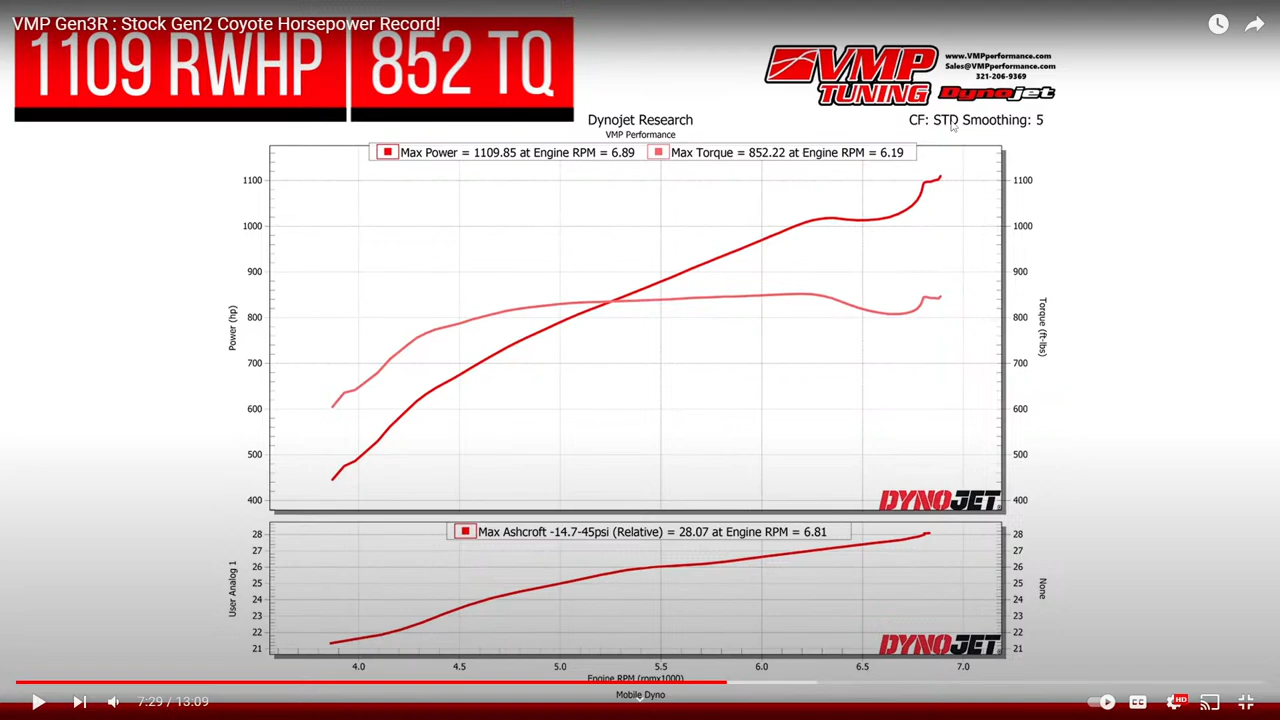 VMP Gen3R : Stock Gen2 Coyote Horsepower Record!
1109 RWHP
852 TQ
VMP
TUNING
www.VMPperformance.com
Sales@VMPperformance.com
321-206-9369
Dynojet
Dynojet Research
CF: STD Smoothing: 5
VMP Performance
Max Power = 1109.85 at Engine RPM = 6.89
Max Torque = 852.22 at Engine RPM = 6.19
1100
1000
900
800
700
600
500
400
Power (hp)
1100
1000
900
800
700
600
500
400
Torque (ft-lbs)
DYNOJET
Max Ashcroft -14.7-45psi (Relative) = 28.07 at Engine RPM = 6.81
28
27
26
25
24
23
22
21
User Analog 1
28
27
26
25
24
23
22
21
None
DYNOJET
4.0 4.5 5.0 5.5 6.0 6.5 7.0
Engine RPM (rpmx1000)
Mobile Dyno
7:29 / 13:09
CC
HD